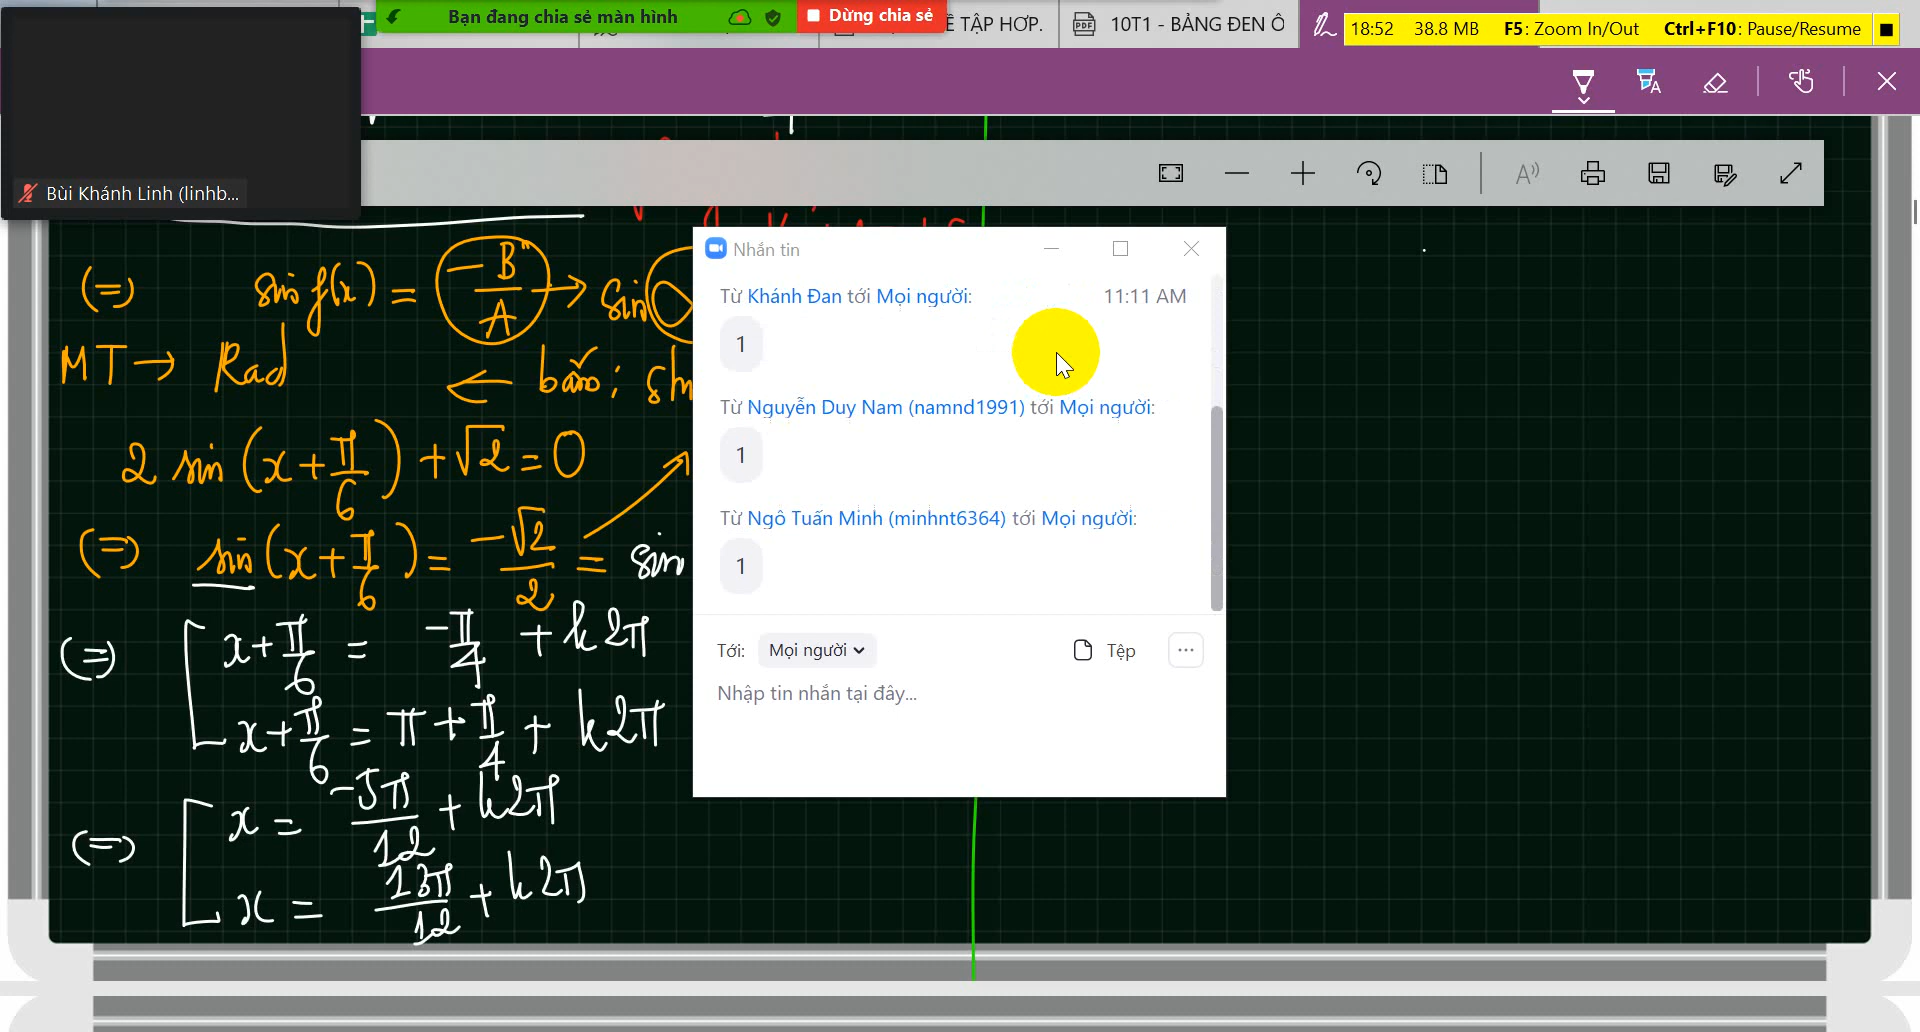 Bạn đang chia sẻ màn hình
Dừng chia sẻ
Ề TẬP HƠP.
10T1 - BẢNG ĐEN Ô
18:52 38.8 MB F5: Zoom In/Out Ctrl+F10: Pause/Resume
Bùi Khánh Linh (linhb...
(=) sin f(x) = -B/A → sin
MT → Rad ← bấm; sh
2 sin (x + π/6) + √2 = 0
(=) sin (x + π/6) = -√2/2 = sin
(=) [ x + π/6 = -π/4 + k2π
x + π/6 = π + π/4 + k2π
(=) [ x = -5π/12 + k2π
x = 13π/12 + k2π
Nhắn tin
Từ Khánh Đan tới Mọi người: 11:11 AM
1
Từ Nguyễn Duy Nam (namnd1991) tới Mọi người:
1
Từ Ngô Tuấn Minh (minhnt6364) tới Mọi người:
1
Tới: Mọi người Tệp
Nhập tin nhắn tại đây...